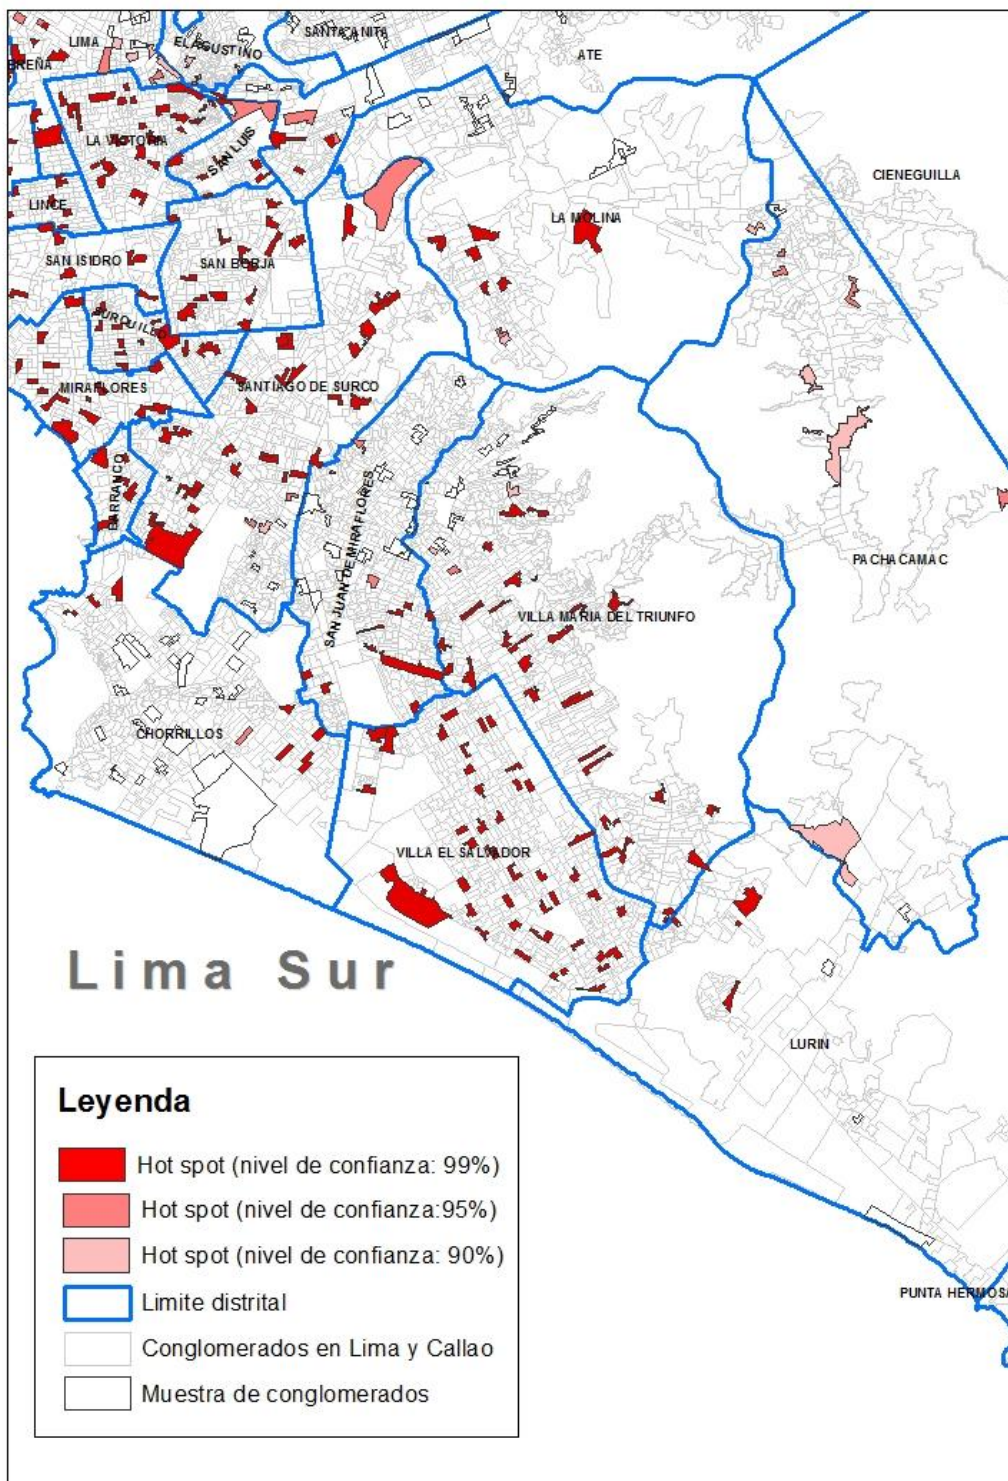 SANTA ANITA
LIMA
EL AGUSTINO
ATE
BREÑA
LA VICTORIA
SAN LUIS
CIENEGUILLA
LINCE
LA MOLINA
SAN ISIDRO
SAN BORJA
SURQUILLO
MIRAFLORES
SANTIAGO DE SURCO
BARRANCO
SAN JUAN DE MIRAFLORES
PACHACAMAC
VILLA MARIA DEL TRIUNFO
CHORRILLOS
VILLA EL SALVADOR
Lima Sur
LURIN
Leyenda
Hot spot (nivel de confianza: 99%)
Hot spot (nivel de confianza:95%)
Hot spot (nivel de confianza: 90%)
Limite distrital
Conglomerados en Lima y Callao
Muestra de conglomerados
PUNTA HERMOSA